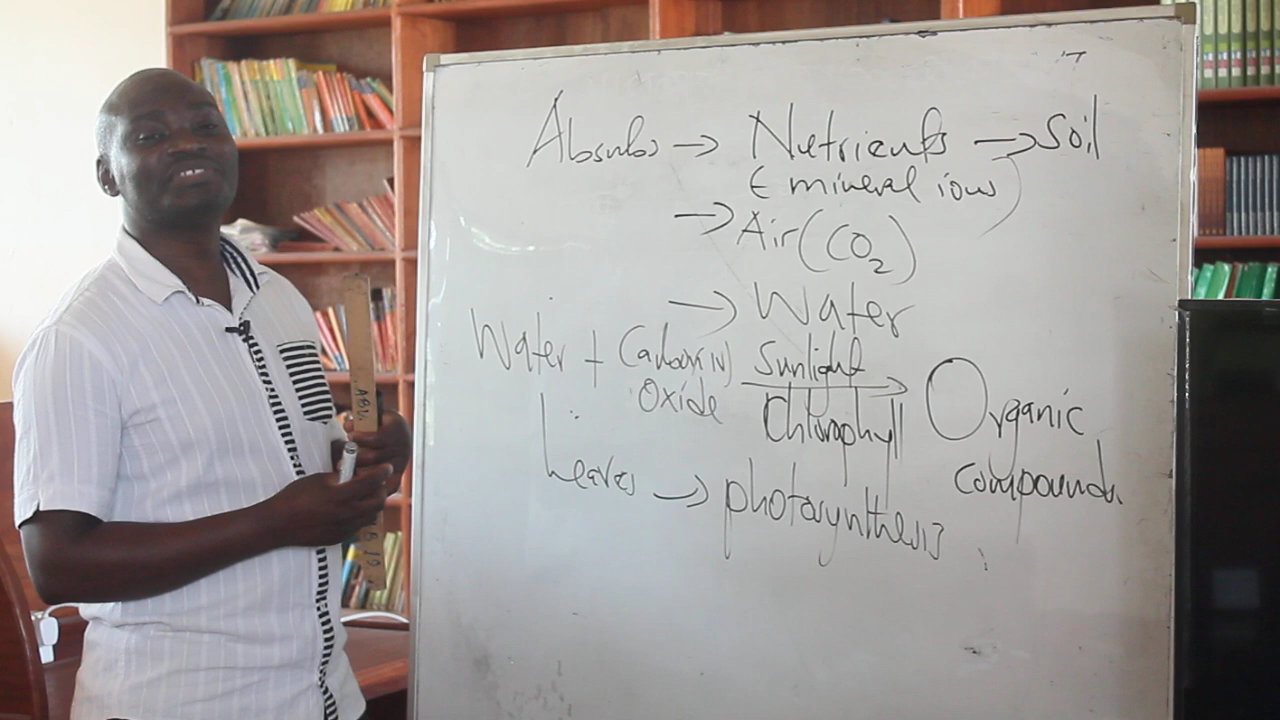 Absorbs → Nutrients → Soil
(mineral ions)
→ Air (CO2)
→ Water
Water + Carbon(iv) Oxide
Sunlight
Chlorophyll
Organic compounds
Leaves → photosynthesis